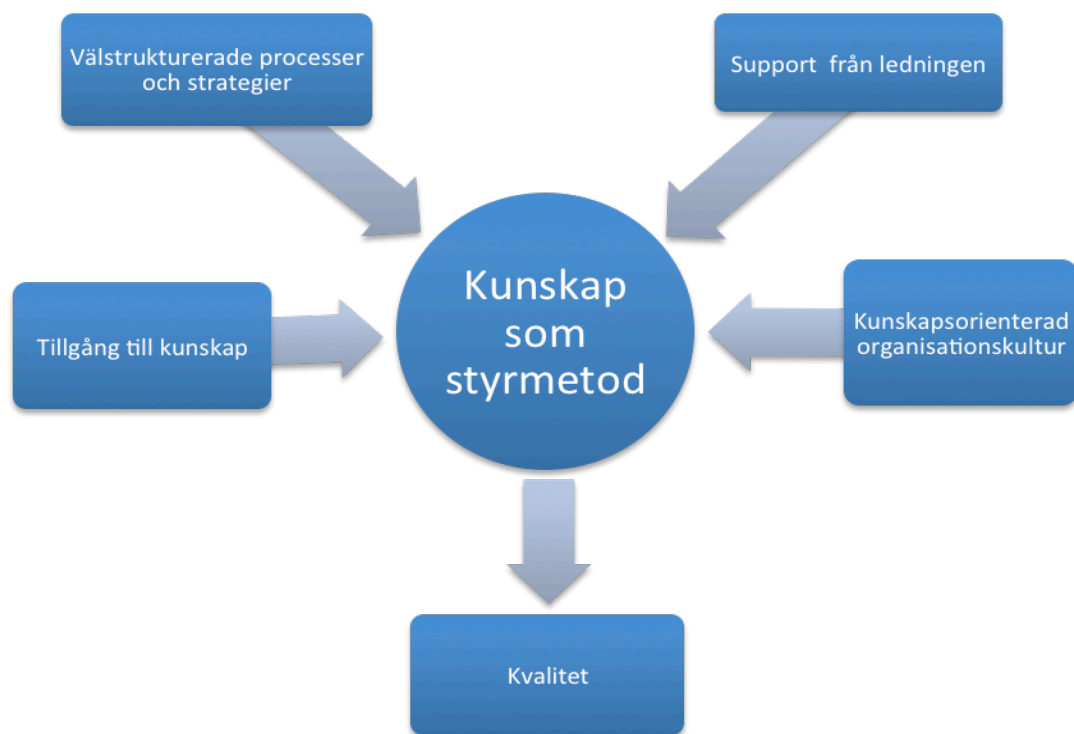 Välstrukturerade processer
och strategier
Support från ledningen
Kunskap
som
styrmetod
Tillgång till kunskap
Kunskapsorienterad
organisationskultur
Kvalitet